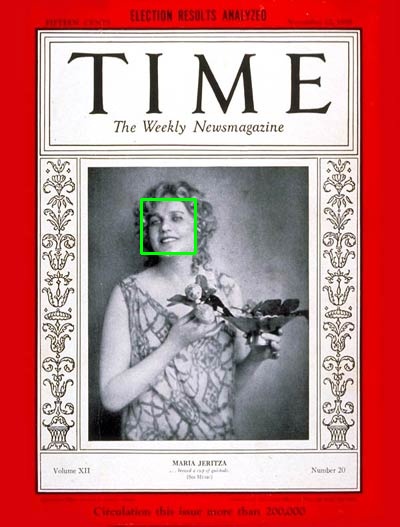 ELECTION RESULTS ANALYZED
FIFTEEN CENTS
TIME
The Weekly Newsmagazine
MARIA JERITZA
Volume XII
Number 20
Circulation this issue more than 200,000